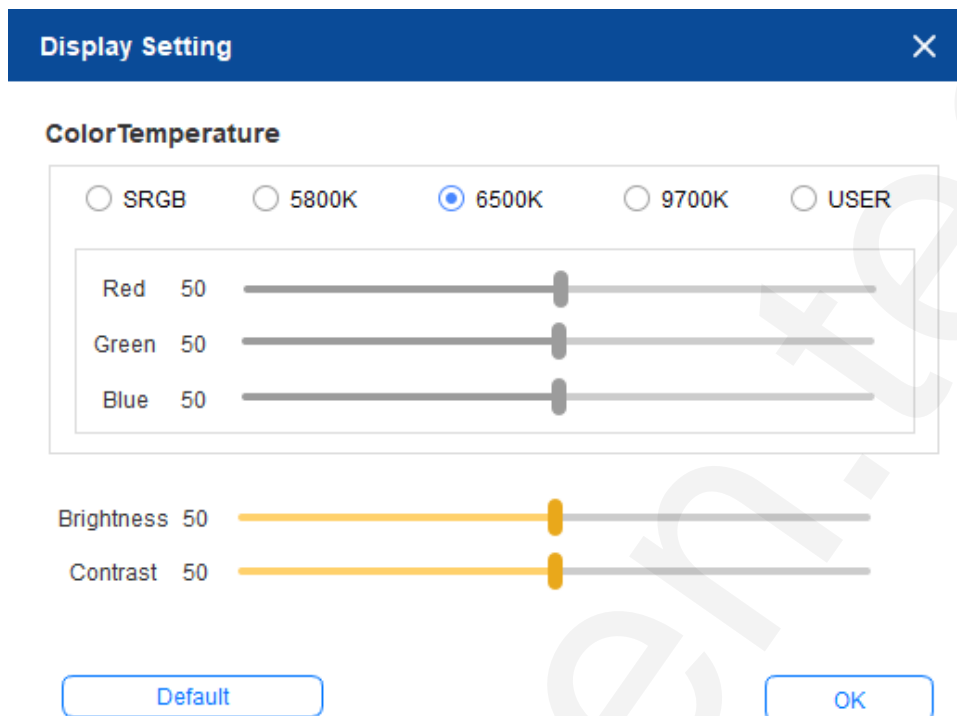 Display Setting
ColorTemperature
SRGB 5800K 6500K 9700K USER
Red 50
Green 50
Blue 50
Brightness 50
Contrast 50
Default OK